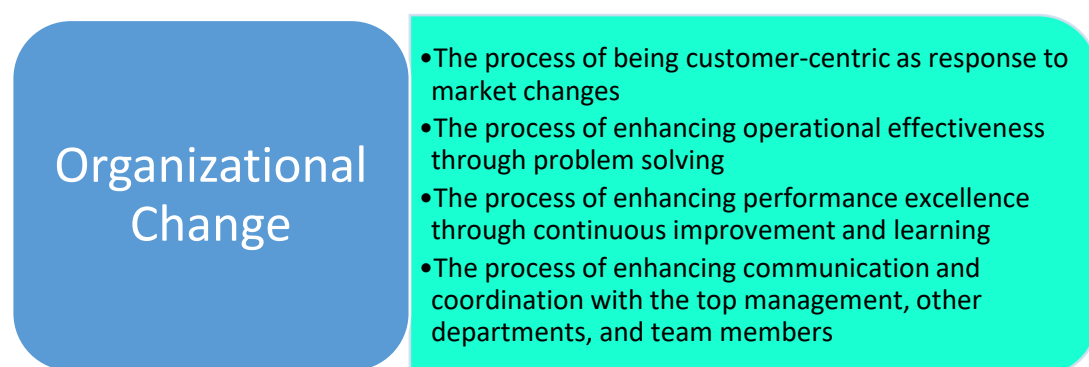 Organizational
Change
•The process of being customer-centric as response to
market changes
•The process of enhancing operational effectiveness
through problem solving
•The process of enhancing performance excellence
through continuous improvement and learning
•The process of enhancing communication and
coordination with the top management, other
departments, and team members